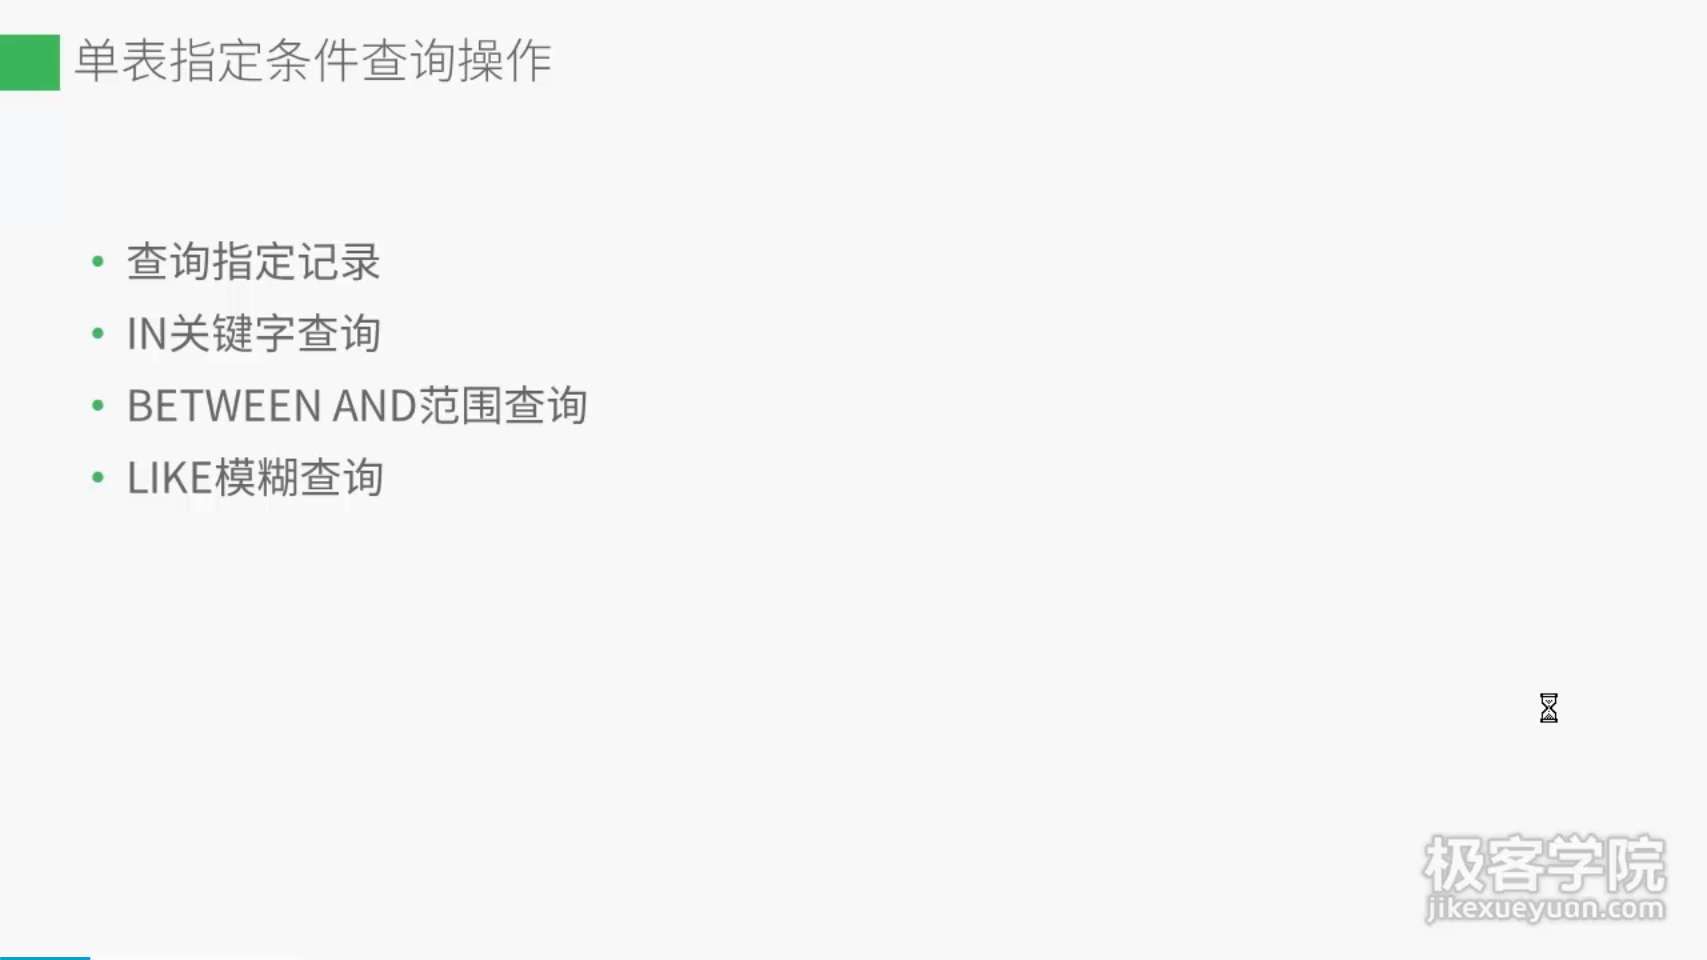 单表指定条件查询操作
• 查询指定记录
• IN关键字查询
• BETWEEN AND范围查询
• LIKE模糊查询
极客学院
jikexueyuan.com